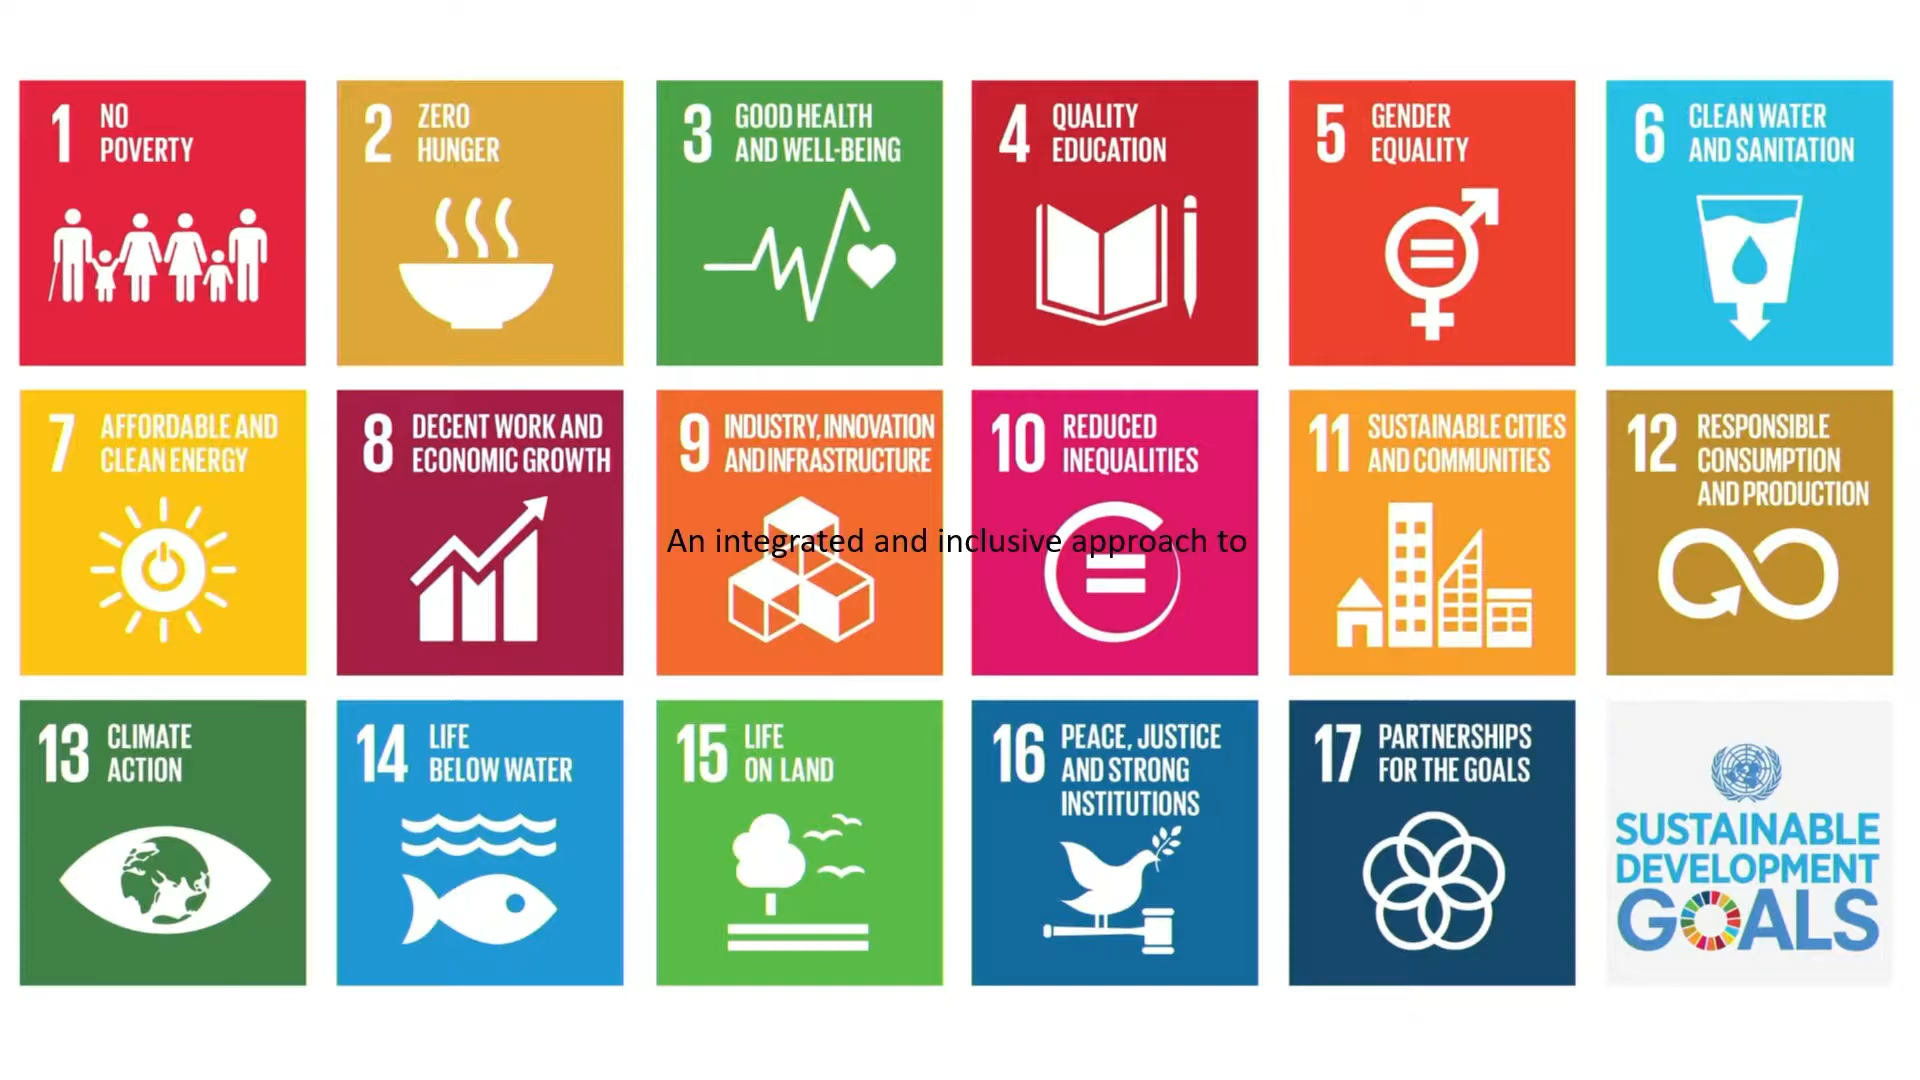 1 NO
POVERTY
2 ZERO
HUNGER
3 GOOD HEALTH
AND WELL-BEING
4 QUALITY
EDUCATION
5 GENDER
EQUALITY
6 CLEAN WATER
AND SANITATION
7 AFFORDABLE AND
CLEAN ENERGY
8 DECENT WORK AND
ECONOMIC GROWTH
9 INDUSTRY, INNOVATION
AND INFRASTRUCTURE
10 REDUCED
INEQUALITIES
11 SUSTAINABLE CITIES
AND COMMUNITIES
12 RESPONSIBLE
CONSUMPTION
AND PRODUCTION
An integrated and inclusive approach to
13 CLIMATE
ACTION
14 LIFE
BELOW WATER
15 LIFE
ON LAND
16 PEACE, JUSTICE
AND STRONG
INSTITUTIONS
17 PARTNERSHIPS
FOR THE GOALS
SUSTAINABLE
DEVELOPMENT
GOALS